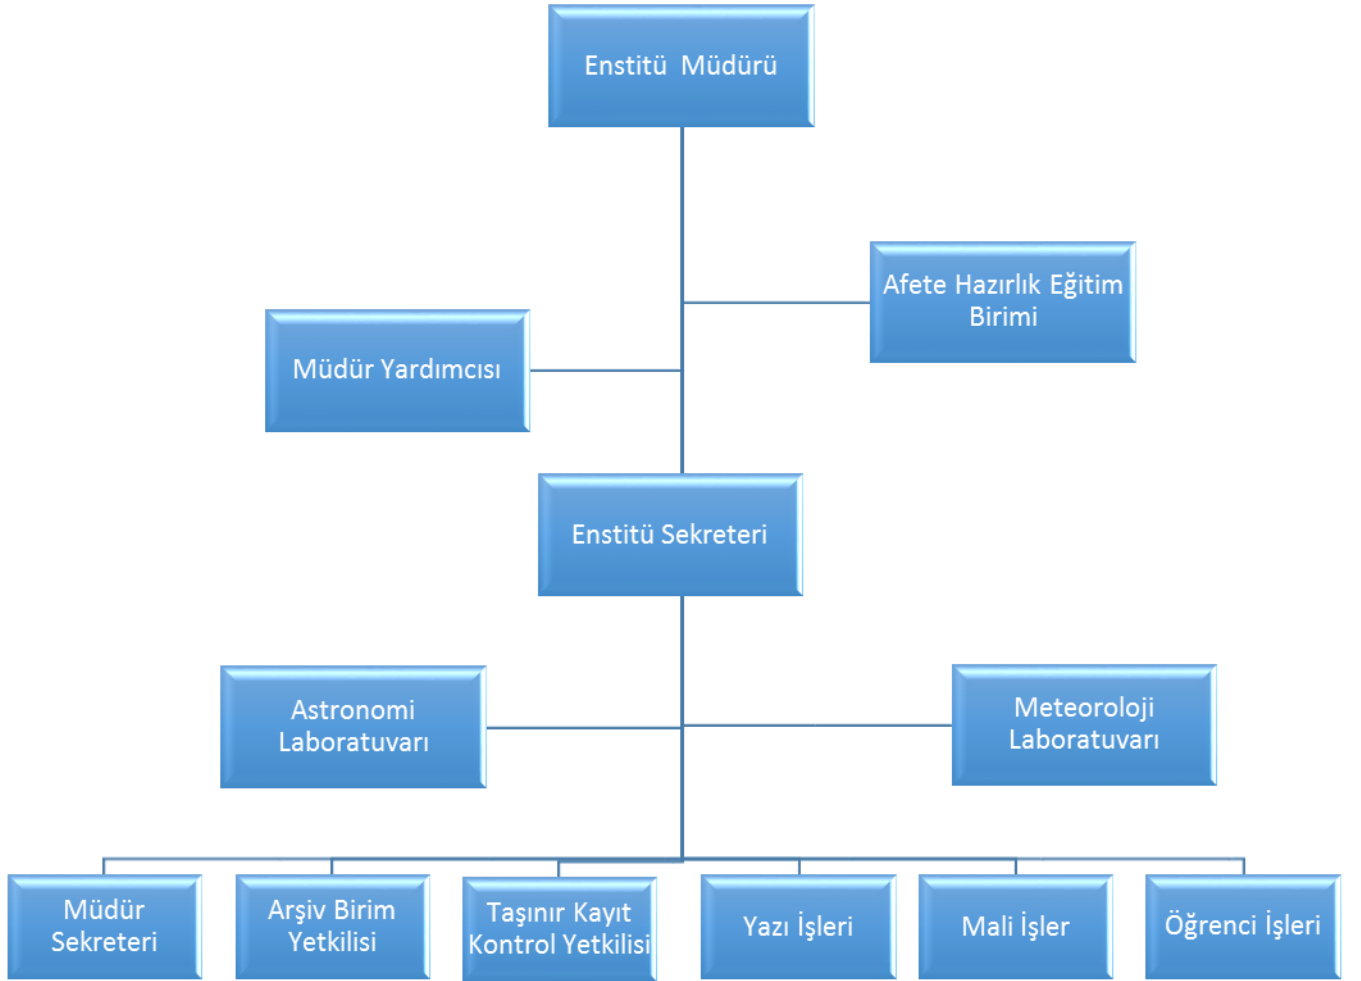 Enstitü Müdürü
Afete Hazırlık Eğitim
Birimi
Müdür Yardımcısı
Enstitü Sekreteri
Astronomi
Laboratuvarı
Meteoroloji
Laboratuvarı
Müdür
Sekreteri
Arşiv Birim
Yetkilisi
Taşınır Kayıt
Kontrol Yetkilisi
Yazı İşleri
Mali İşler
Öğrenci İşleri